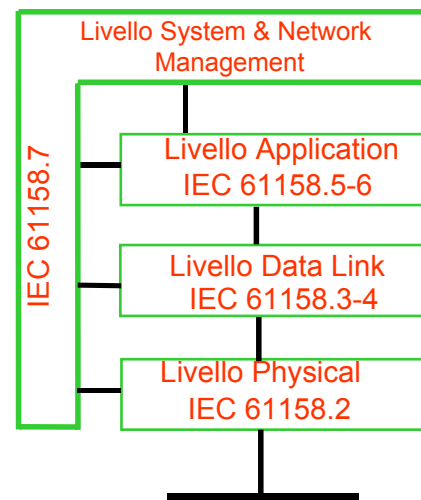 Livello System & Network
Management
IEC 61158.7
Livello Application
IEC 61158.5-6
Livello Data Link
IEC 61158.3-4
Livello Physical
IEC 61158.2